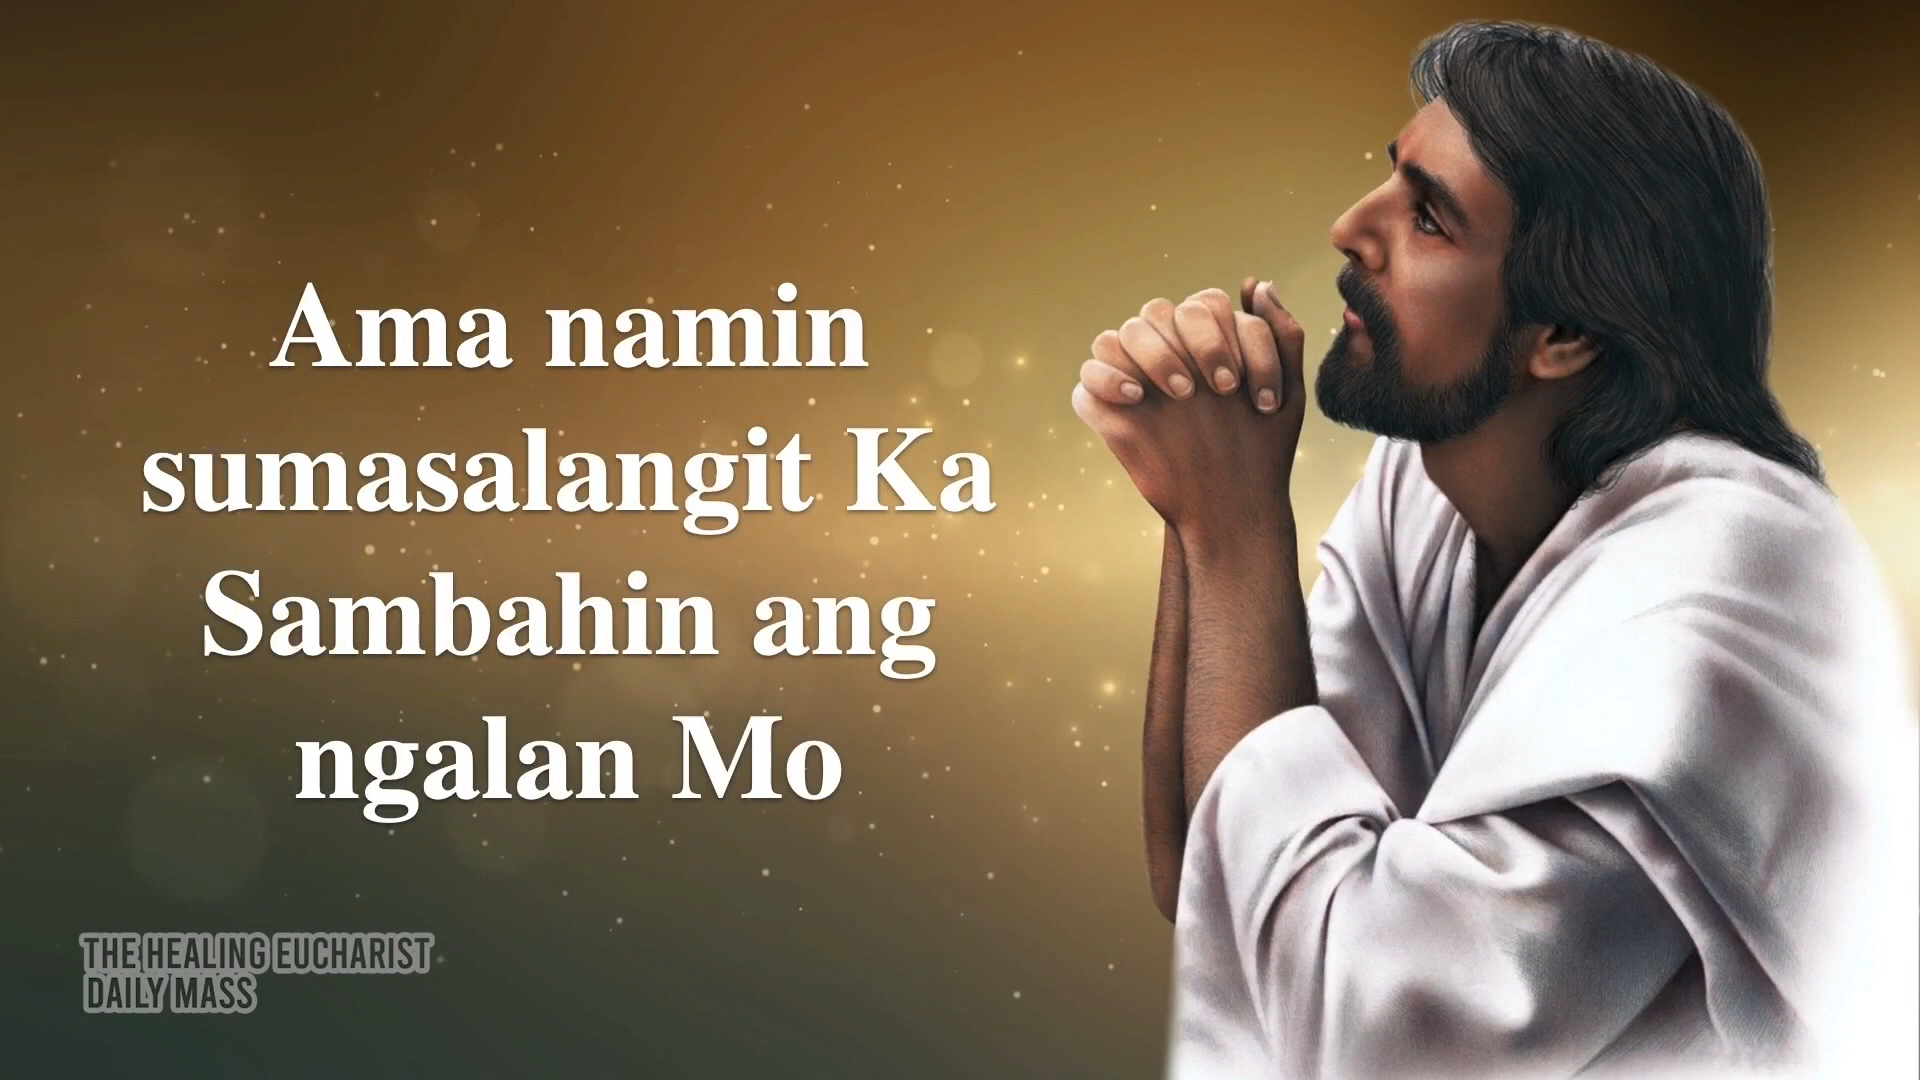 Ama namin
sumasalangit Ka
Sambahin ang
ngalan Mo
THE HEALING EUCHARIST
DAILY MASS